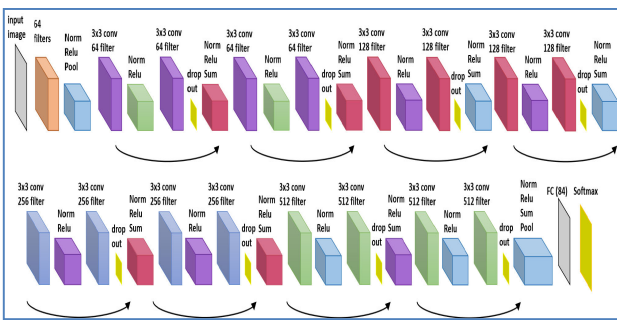 input
image
64
filters
Norm
Relu
Pool
3x3 conv
64 filter
Norm
Relu
3x3 conv
64 filter
drop
out
Norm
Relu
Sum
3x3 conv
64 filter
Norm
Relu
3x3 conv
64 filter
drop
out
Norm
Relu
Sum
3x3 conv
128 filter
Norm
Relu
3x3 conv
128 filter
drop
out
Norm
Relu
Sum
3x3 conv
128 filter
Norm
Relu
3x3 conv
128 filter
drop
out
Norm
Relu
Sum
3x3 conv
256 filter
Norm
Relu
3x3 conv
256 filter
drop
out
Norm
Relu
Sum
3x3 conv
256 filter
Norm
Relu
3x3 conv
256 filter
drop
out
Norm
Relu
Sum
3x3 conv
512 filter
Norm
Relu
3x3 conv
512 filter
drop
out
Norm
Relu
Sum
3x3 conv
512 filter
Norm
Relu
3x3 conv
512 filter
drop
out
Norm
Relu
Sum
Pool
FC (84)
Softmax